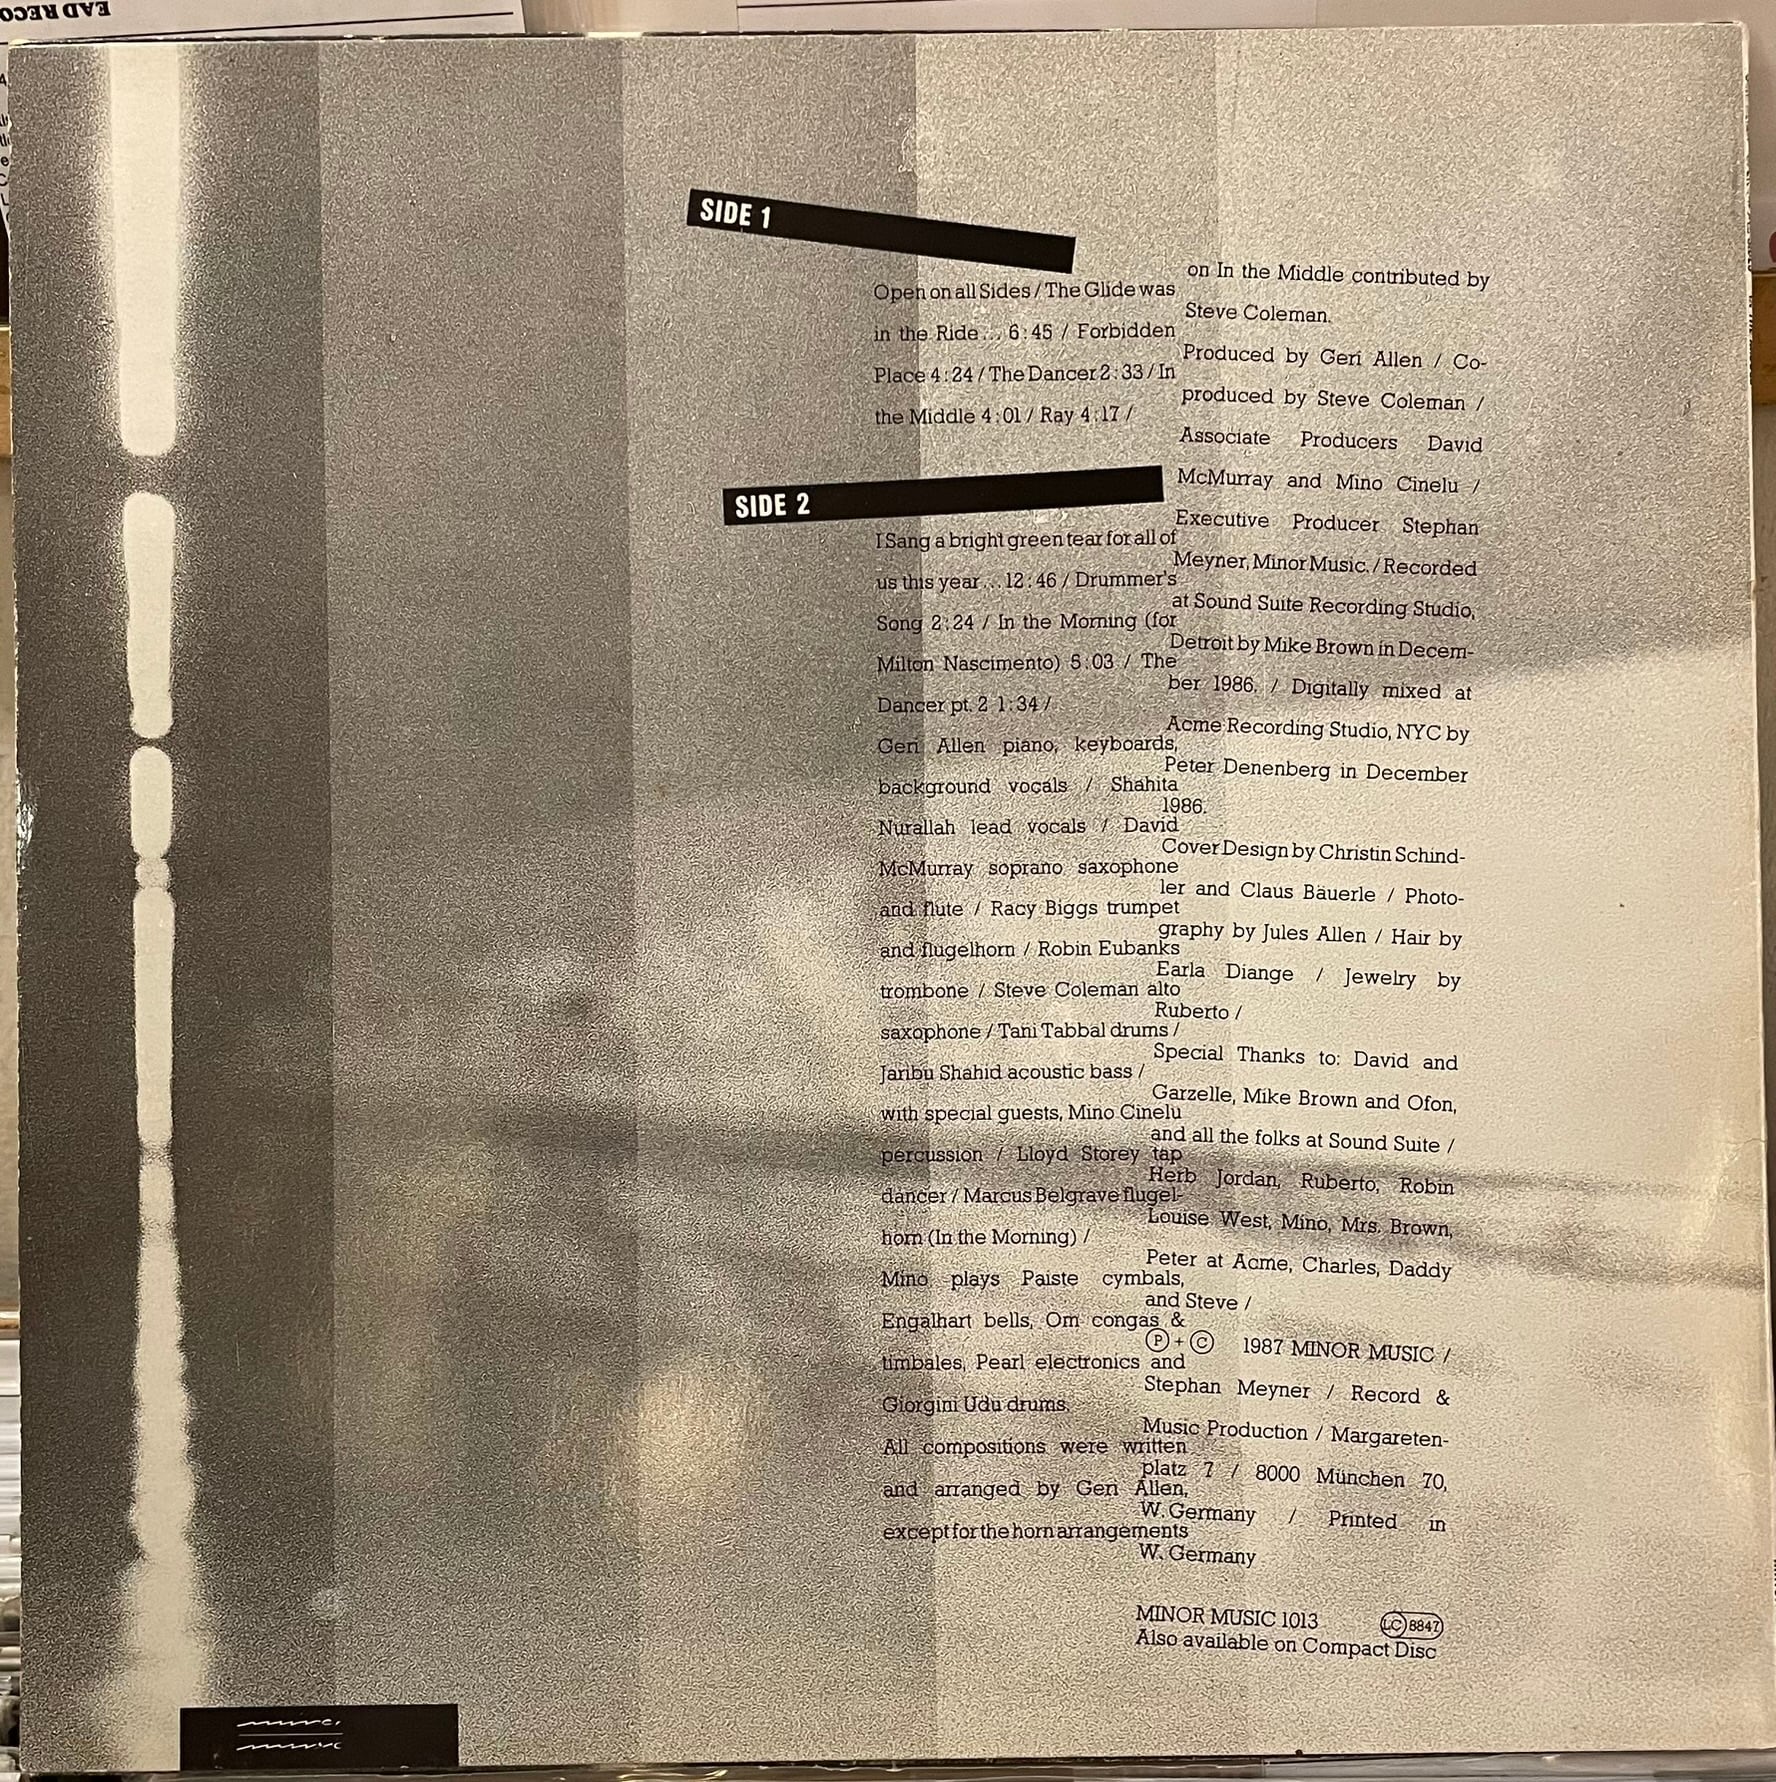 EAD RECO
SIDE 1
Open on all Sides / The Glide was
in the Ride... 6:45 / Forbidden
Place 4:24 / The Dancer 2:33 / In
the Middle 4:01 / Ray 4:17 /
SIDE 2
I Sang a bright green tear for all of
us this year... 12:46 / Drummer's
Song 2:24 / In the Morning (for
Milton Nascimento) 5:03 / The
Dancer pt. 2 1:34 /
Geri Allen piano, keyboards,
background vocals / Shahita
Nurallah lead vocals / David
McMurray soprano saxophone
and flute / Racy Biggs trumpet
and flugelhorn / Robin Eubanks
trombone / Steve Coleman alto
saxophone / Tani Tabbal drums /
Jaribu Shahid acoustic bass /
with special guests, Mino Cinelu
percussion / Lloyd Storey tap
dancer / Marcus Belgrave flugel-
horn (In the Morning) /
Mino plays Paiste cymbals,
Engalhart bells, Om congas &
timbales, Pearl electronics and
Giorgini Udu drums.
All compositions were written
and arranged by Geri Allen,
except for the horn arrangements
on In the Middle contributed by
Steve Coleman.
Produced by Geri Allen / Co-
produced by Steve Coleman /
Associate Producers David
McMurray and Mino Cinelu /
Executive Producer Stephan
Meyner, Minor Music. / Recorded
at Sound Suite Recording Studio,
Detroit by Mike Brown in Decem-
ber 1986. / Digitally mixed at
Acme Recording Studio, NYC by
Peter Denenberg in December
1986.
Cover Design by Christin Schind-
ler and Claus Bäuerle / Photo-
graphy by Jules Allen / Hair by
Earla Diange / Jewelry by
Ruberto /
Special Thanks to: David and
Garzelle, Mike Brown and Ofon,
and all the folks at Sound Suite /
Herb Jordan, Ruberto, Robin
Louise West, Mino, Mrs. Brown,
Peter at Acme, Charles, Daddy
and Steve /
Ⓟ + © 1987 MINOR MUSIC /
Stephan Meyner / Record &
Music Production / Margareten-
platz 7 / 8000 München 70,
W. Germany / Printed in
W. Germany
MINOR MUSIC 1013 LC 8847
Also available on Compact Disc